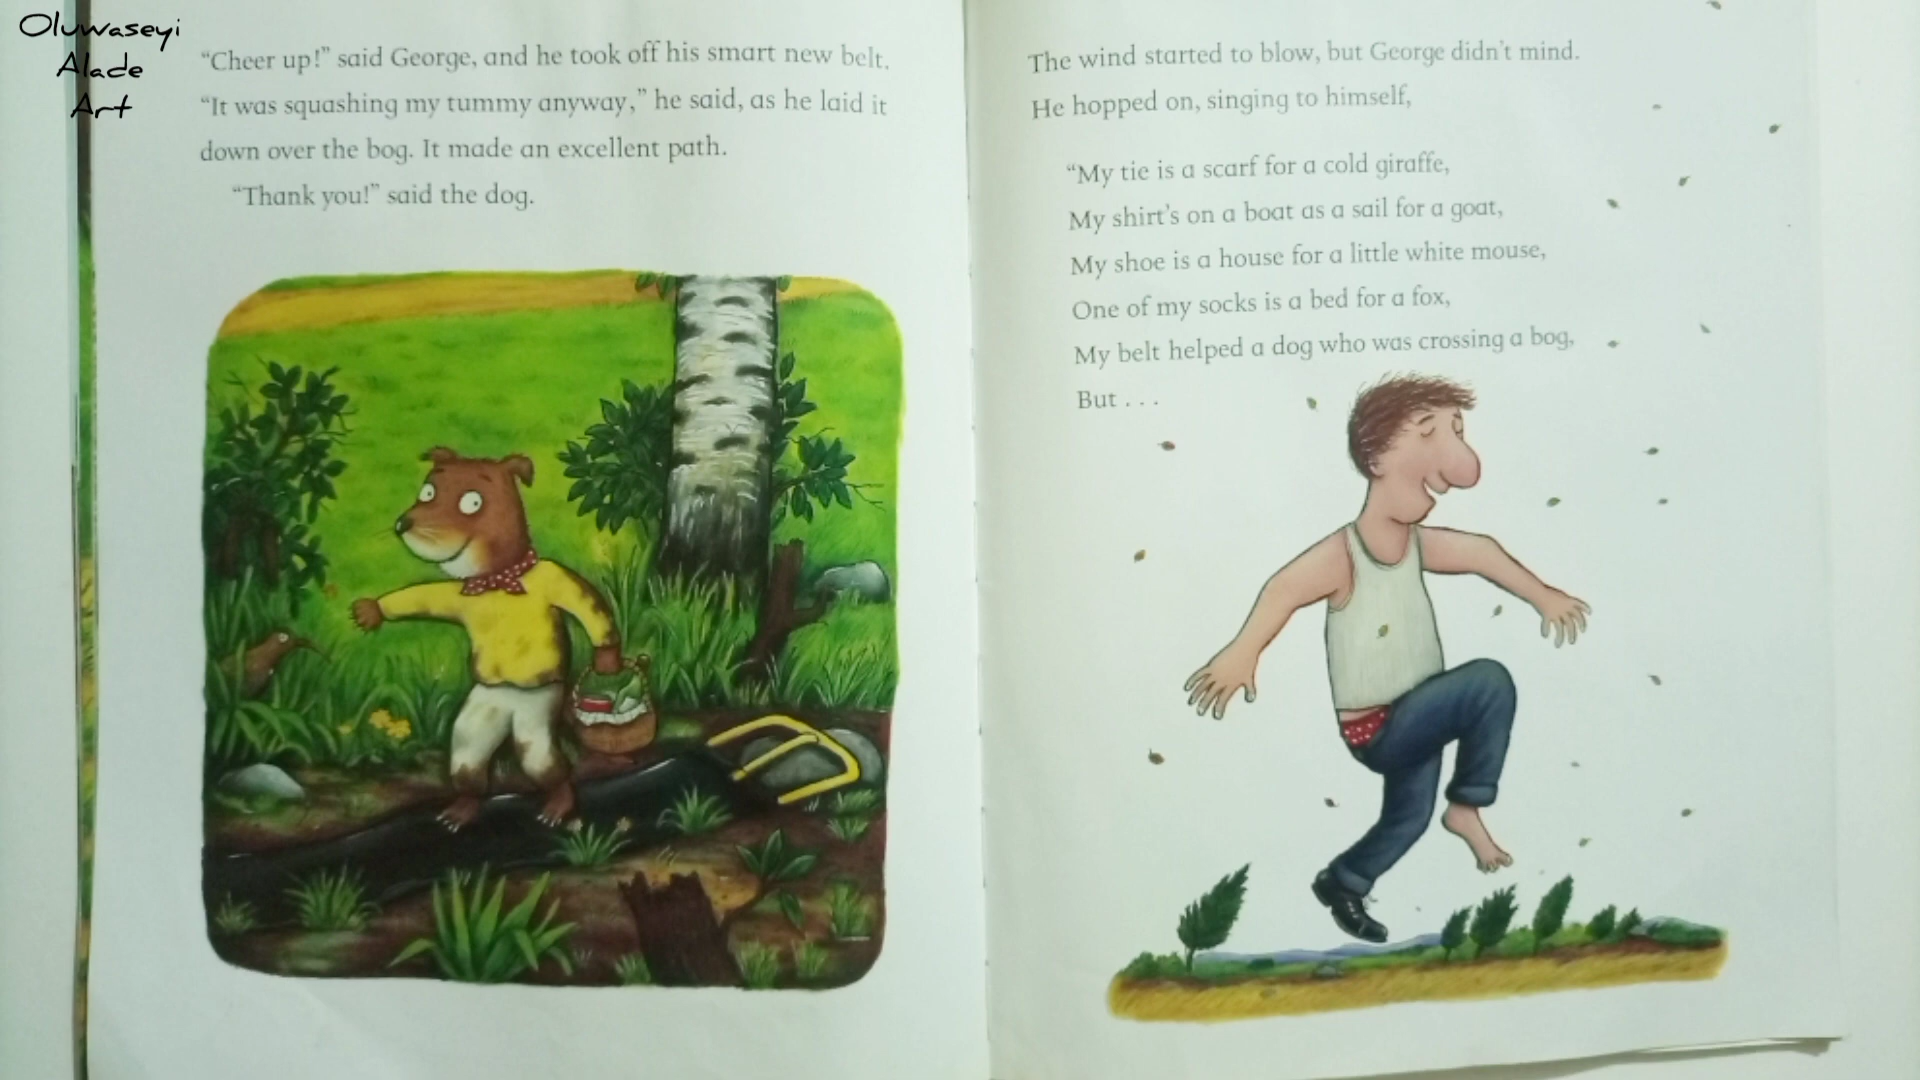 Oluwaseyi
Alade
Art
“Cheer up!” said George, and he took off his smart new belt.
“It was squashing my tummy anyway,” he said, as he laid it
down over the bog. It made an excellent path.
“Thank you!” said the dog.
The wind started to blow, but George didn’t mind.
He hopped on, singing to himself,
“My tie is a scarf for a cold giraffe,
My shirt’s on a boat as a sail for a goat,
My shoe is a house for a little white mouse,
One of my socks is a bed for a fox,
My belt helped a dog who was crossing a bog,
But . . .